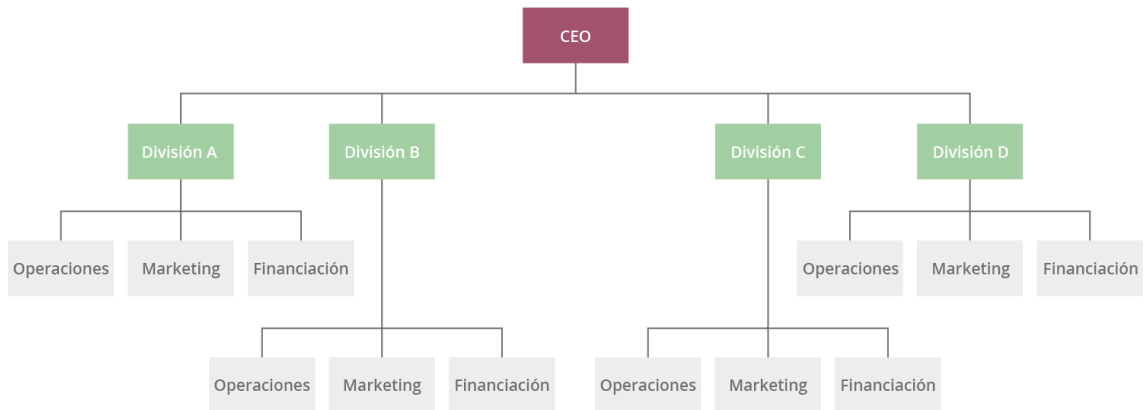 CEO
División A
División B
División C
División D
Operaciones
Marketing
Financiación
Operaciones
Marketing
Financiación
Operaciones
Marketing
Financiación
Operaciones
Marketing
Financiación